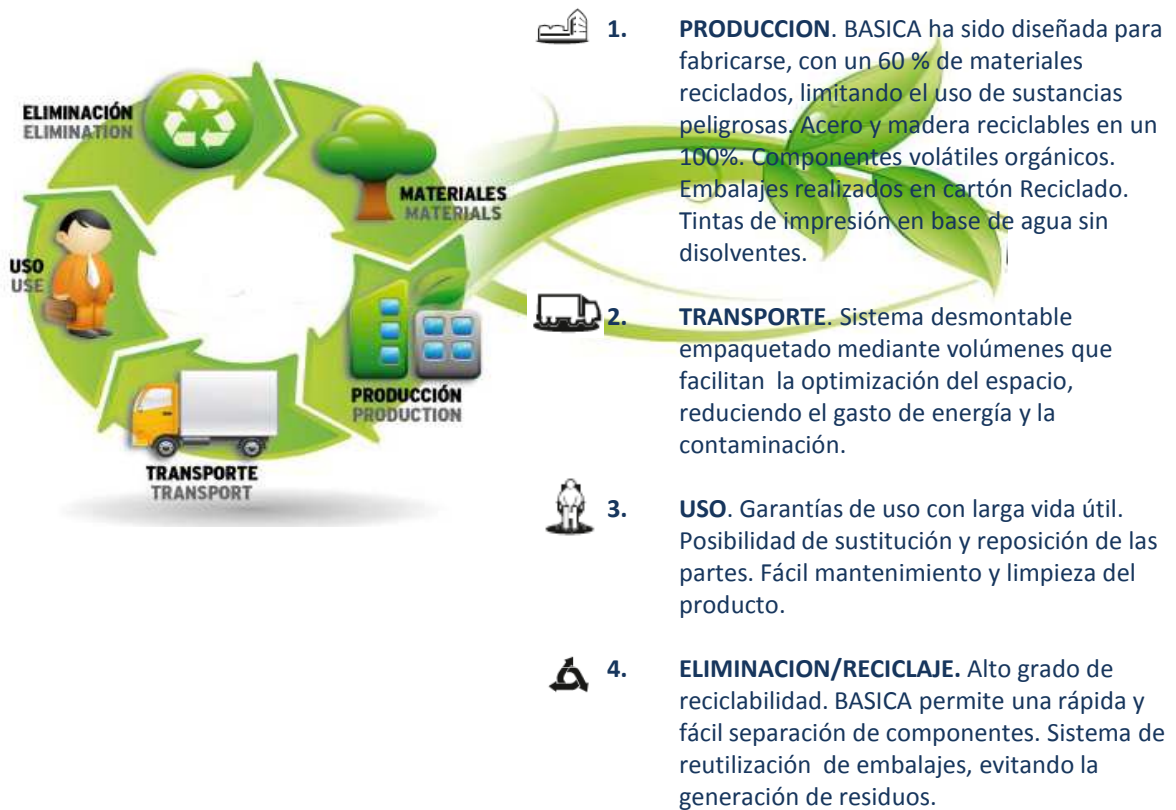 ELIMINACIÓN
ELIMINATION
MATERIALES
MATERIALS
USO
USE
PRODUCCIÓN
PRODUCTION
TRANSPORTE
TRANSPORT
1. PRODUCCION. BASICA ha sido diseñada para
fabricarse, con un 60 % de materiales
reciclados, limitando el uso de sustancias
peligrosas. Acero y madera reciclables en un
100%. Componentes volátiles orgánicos.
Embalajes realizados en cartón Reciclado.
Tintas de impresión en base de agua sin
disolventes.
2. TRANSPORTE. Sistema desmontable
empaquetado mediante volúmenes que
facilitan la optimización del espacio,
reduciendo el gasto de energía y la
contaminación.
3. USO. Garantías de uso con larga vida útil.
Posibilidad de sustitución y reposición de las
partes. Fácil mantenimiento y limpieza del
producto.
4. ELIMINACION/RECICLAJE. Alto grado de
reciclabilidad. BASICA permite una rápida y
fácil separación de componentes. Sistema de
reutilización de embalajes, evitando la
generación de residuos.